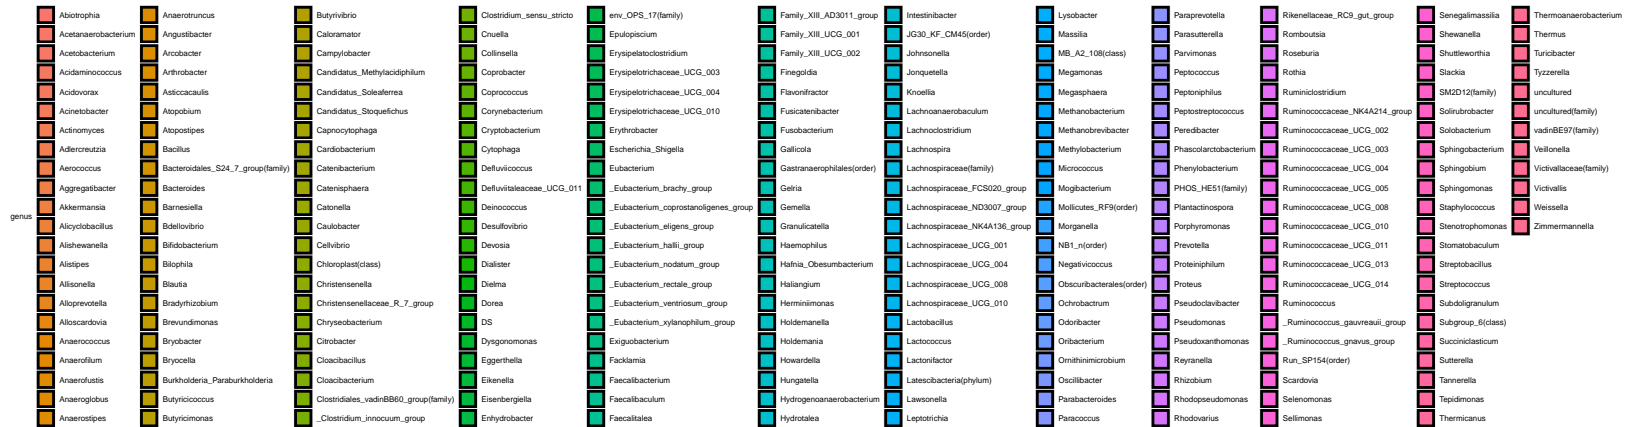 genus
Abiotrophia
Acetanaerobacterium
Acetobacterium
Acidaminococcus
Acidovorax
Acinetobacter
Actinomyces
Adlercreutzia
Aerococcus
Aggregatibacter
Akkermansia
Alicyclobacillus
Alishewanella
Alistipes
Allisonella
Alloprevotella
Alloscardovia
Anaerococcus
Anaerofilum
Anaerofustis
Anaeroglobus
Anaerostipes
Anaerotruncus
Angustibacter
Arcobacter
Arthrobacter
Asticcacaulis
Atopobium
Atopostipes
Bacillus
Bacteroidales_S24_7_group(family)
Bacteroides
Barnesiella
Bdellovibrio
Bifidobacterium
Bilophila
Blautia
Bradyrhizobium
Brevundimonas
Bryobacter
Bryocella
Burkholderia_Paraburkholderia
Butyricicoccus
Butyricimonas
Butyrivibrio
Caloramator
Campylobacter
Candidatus_Methylacidiphilum
Candidatus_Soleaferrea
Candidatus_Stoquefichus
Capnocytophaga
Cardiobacterium
Catenibacterium
Catenisphaera
Catonella
Caulobacter
Cellvibrio
Chloroplast(class)
Christensenella
Christensenellaceae_R_7_group
Chryseobacterium
Citrobacter
Cloacibacillus
Cloacibacterium
Clostridiales_vadinBB60_group(family)
_Clostridium_innocuum_group
Clostridium_sensu_stricto
Cnuella
Collinsella
Coprobacter
Coprococcus
Corynebacterium
Cryptobacterium
Cytophaga
Defluviicoccus
Defluviitaleaceae_UCG_011
Deinococcus
Desulfovibrio
Devosia
Dialister
Dielma
Dorea
DS
Dysgonomonas
Eggerthella
Eikenella
Eisenbergiella
Enhydrobacter
env_OPS_17(family)
Epulopiscium
Erysipelatoclostridium
Erysipelotrichaceae_UCG_003
Erysipelotrichaceae_UCG_004
Erysipelotrichaceae_UCG_010
Erythrobacter
Escherichia_Shigella
Eubacterium
_Eubacterium_brachy_group
_Eubacterium_coprostanoligenes_group
_Eubacterium_eligens_group
_Eubacterium_hallii_group
_Eubacterium_nodatum_group
_Eubacterium_rectale_group
_Eubacterium_ventriosum_group
_Eubacterium_xylanophilum_group
Exiguobacterium
Facklamia
Faecalibacterium
Faecalibaculum
Faecalitalea
Family_XIII_AD3011_group
Family_XIII_UCG_001
Family_XIII_UCG_002
Finegoldia
Flavonifractor
Fusicatenibacter
Fusobacterium
Gallicola
Gastranaerophilales(order)
Gelria
Gemella
Granulicatella
Haemophilus
Hafnia_Obesumbacterium
Haliangium
Herminiimonas
Holdemanella
Holdemania
Howardella
Hungatella
Hydrogenoanaerobacterium
Hydrotalea
Intestinibacter
JG30_KF_CM45(order)
Johnsonella
Jonquetella
Knoellia
Lachnoanaerobaculum
Lachnoclostridium
Lachnospira
Lachnospiraceae(family)
Lachnospiraceae_FCS020_group
Lachnospiraceae_ND3007_group
Lachnospiraceae_NK4A136_group
Lachnospiraceae_UCG_001
Lachnospiraceae_UCG_004
Lachnospiraceae_UCG_008
Lachnospiraceae_UCG_010
Lactobacillus
Lactococcus
Lactonifactor
Latescibacteria(phylum)
Lawsonella
Leptotrichia
Lysobacter
Massilia
MB_A2_108(class)
Megamonas
Megasphaera
Methanobacterium
Methanobrevibacter
Methylobacterium
Micrococcus
Mogibacterium
Mollicutes_RF9(order)
Morganella
NB1_n(order)
Negativicoccus
Obscuribacterales(order)
Ochrobactrum
Odoribacter
Oribacterium
Ornithinimicrobium
Oscillibacter
Parabacteroides
Paracoccus
Paraprevotella
Parasutterella
Parvimonas
Peptococcus
Peptoniphilus
Peptostreptococcus
Peredibacter
Phascolarctobacterium
Phenylobacterium
PHOS_HE51(family)
Plantactinospora
Porphyromonas
Prevotella
Proteiniphilum
Proteus
Pseudoclavibacter
Pseudomonas
Pseudoxanthomonas
Reyranella
Rhizobium
Rhodopseudomonas
Rhodovarius
Rikenellaceae_RC9_gut_group
Romboutsia
Roseburia
Rothia
Ruminiclostridium
Ruminococcaceae_NK4A214_group
Ruminococcaceae_UCG_002
Ruminococcaceae_UCG_003
Ruminococcaceae_UCG_004
Ruminococcaceae_UCG_005
Ruminococcaceae_UCG_008
Ruminococcaceae_UCG_010
Ruminococcaceae_UCG_011
Ruminococcaceae_UCG_013
Ruminococcaceae_UCG_014
Ruminococcus
_Ruminococcus_gauvreauii_group
_Ruminococcus_gnavus_group
Run_SP154(order)
Scardovia
Selenomonas
Sellimonas
Senegalimassilia
Shewanella
Shuttleworthia
Slackia
SM2D12(family)
Solirubrobacter
Solobacterium
Sphingobacterium
Sphingobium
Sphingomonas
Staphylococcus
Stenotrophomonas
Stomatobaculum
Streptobacillus
Streptococcus
Subdoligranulum
Subgroup_6(class)
Succiniclasticum
Sutterella
Tannerella
Tepidimonas
Thermicanus
Thermoanaerobacterium
Thermus
Turicibacter
Tyzzerella
uncultured
uncultured(family)
vadinBE97(family)
Veillonella
Victivallaceae(family)
Victivallis
Weissella
Zimmermannella